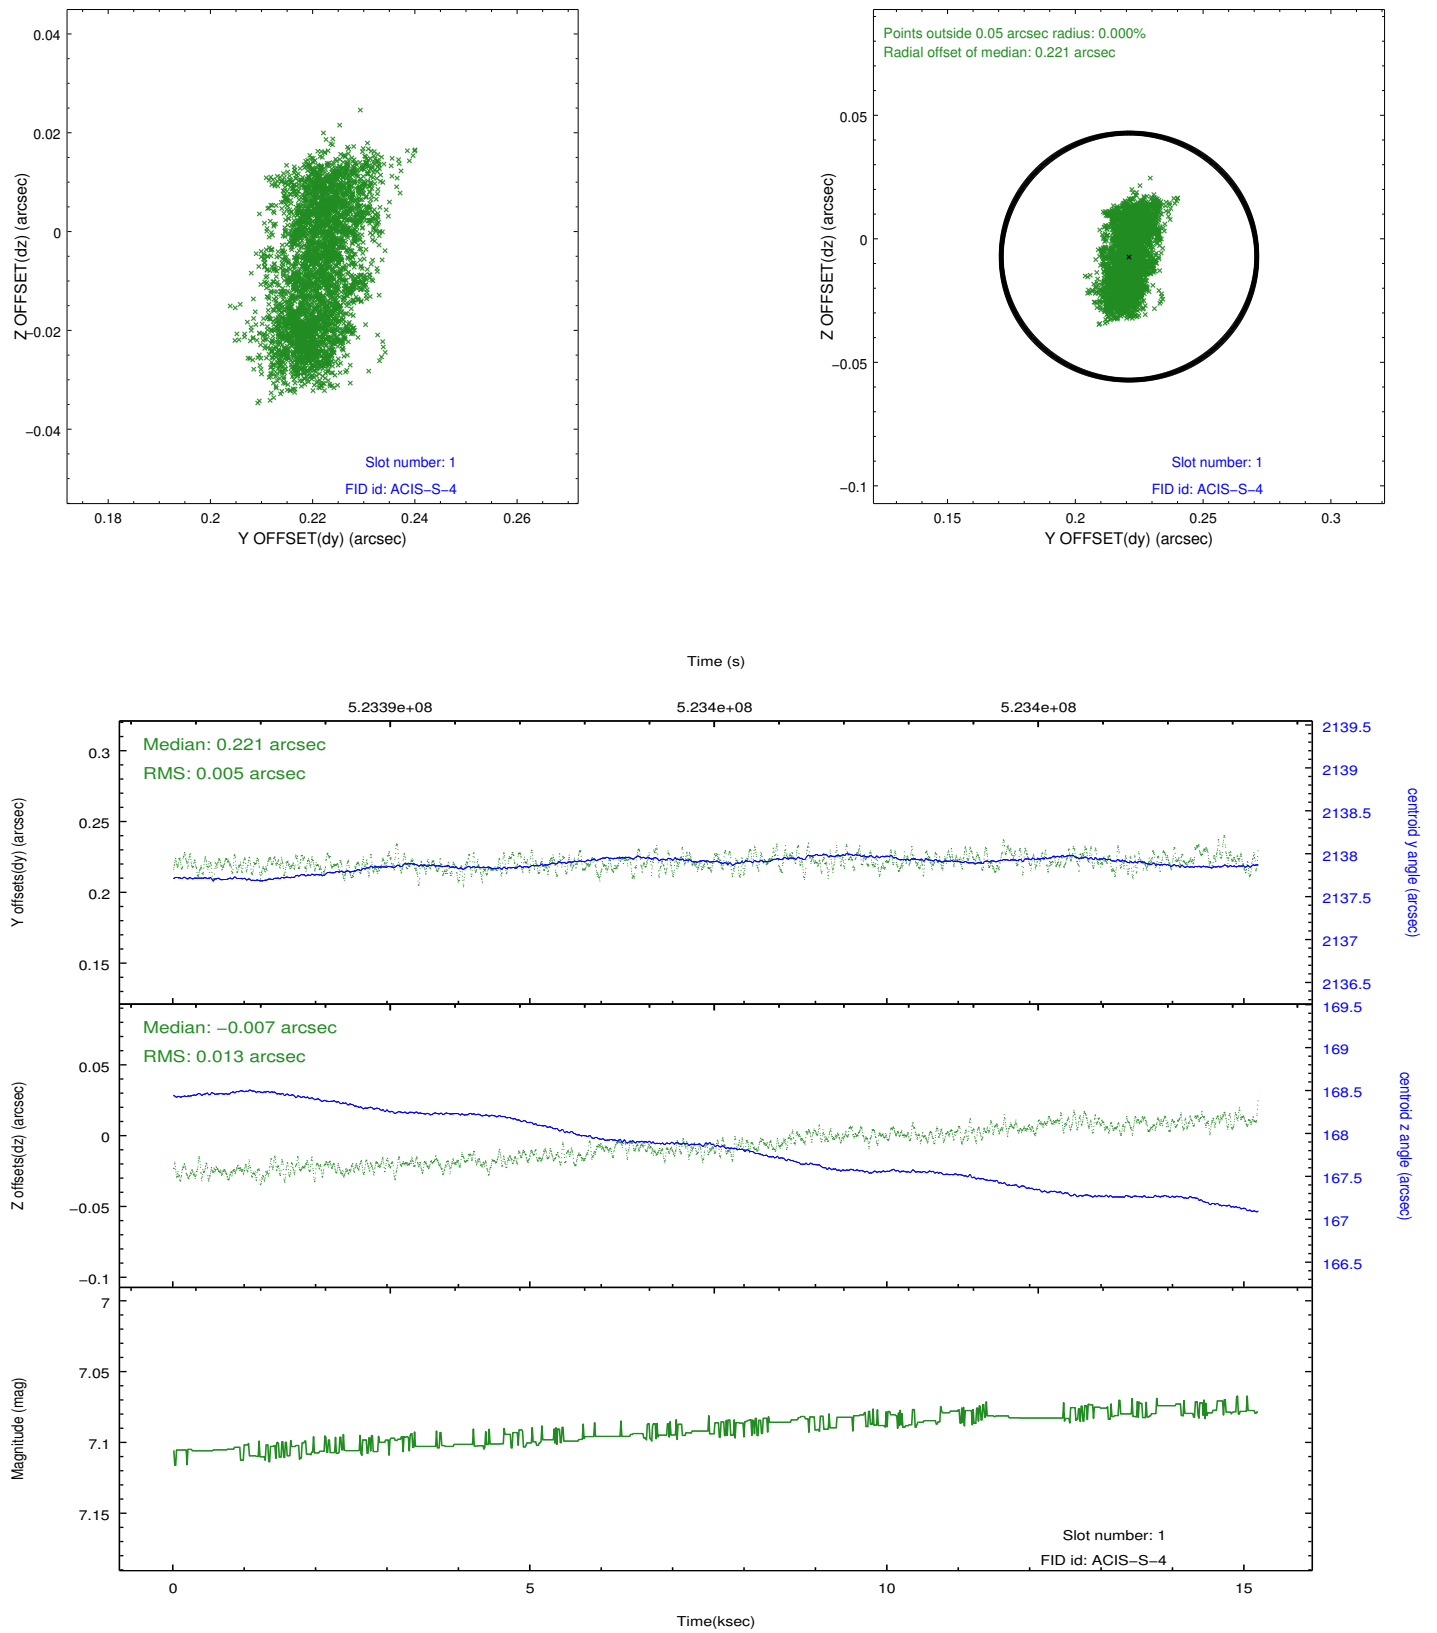 0.04
0.02
0
−0.02
−0.04
Z OFFSET(dz) (arcsec)
Slot number: 1
FID id: ACIS−S−4
0.18
0.2
0.22
0.24
0.26
Y OFFSET(dy) (arcsec)
Points outside 0.05 arcsec radius: 0.000%
Radial offset of median: 0.221 arcsec
0.05
0
−0.05
−0.1
Z OFFSET(dz) (arcsec)
Slot number: 1
FID id: ACIS−S−4
0.15
0.2
0.25
0.3
Y OFFSET(dy) (arcsec)
Time (s)
5.2339e+08
5.234e+08
5.234e+08
Median: 0.221 arcsec
RMS: 0.005 arcsec
0.3
0.25
0.2
0.15
Y offsets(dy) (arcsec)
2139.5
2139
2138.5
2138
2137.5
2137
2136.5
centroid y angle (arcsec)
Median: −0.007 arcsec
RMS: 0.013 arcsec
0.05
0
−0.05
−0.1
Z offsets(dz) (arcsec)
169.5
169
168.5
168
167.5
167
166.5
centroid z angle (arcsec)
7
7.05
7.1
7.15
Magnitude (mag)
Slot number: 1
FID id: ACIS−S−4
0
5
10
15
Time(ksec)